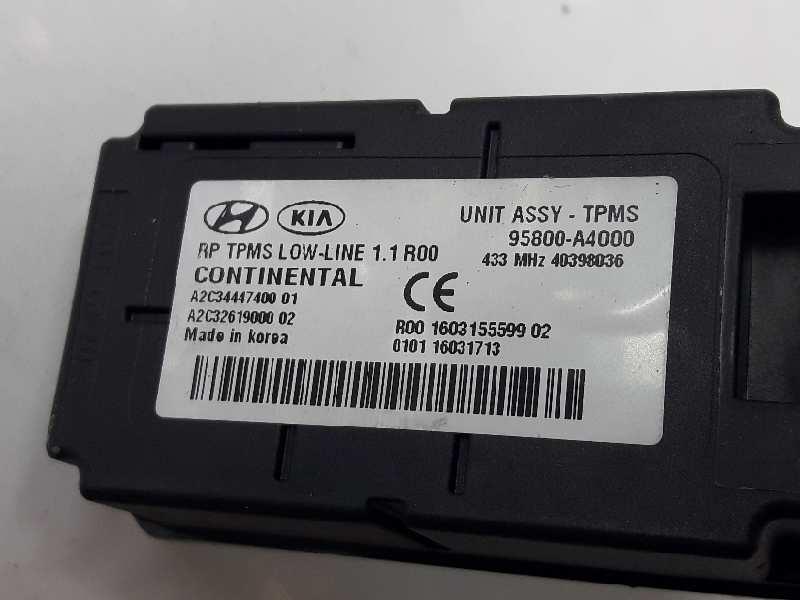 KIA
UNIT ASSY - TPMS
RP TPMS LOW-LINE 1.1 R00
95800-A4000
433 MHz 40398036
CONTINENTAL
CE
A2C34447400 01
A2C32619000 02
R00 1603155599 02
Made in korea
0101 16031713